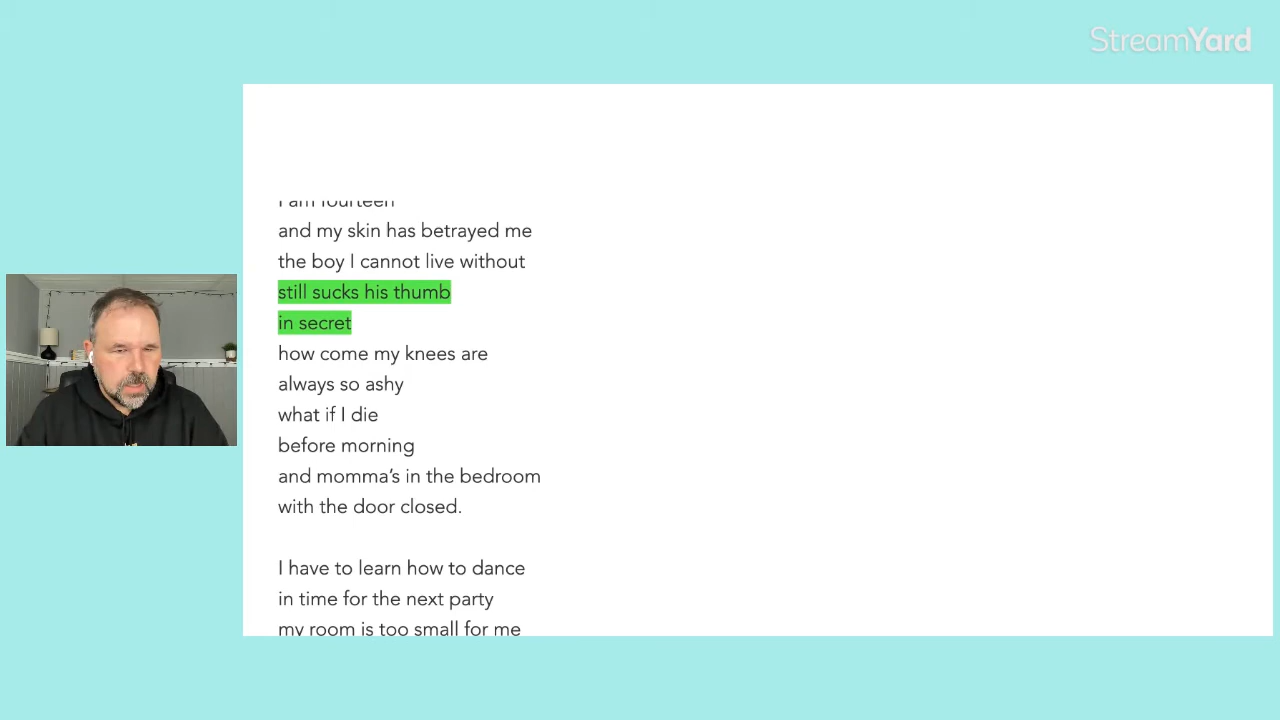 StreamYard
I am fourteen
and my skin has betrayed me
the boy I cannot live without
still sucks his thumb
in secret
how come my knees are
always so ashy
what if I die
before morning
and momma's in the bedroom
with the door closed.
I have to learn how to dance
in time for the next party
my room is too small for me